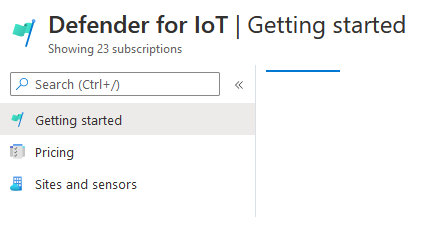 Defender for IoT | Getting started
Showing 23 subscriptions
Search (Ctrl+/)
«
Getting started
Pricing
Sites and sensors